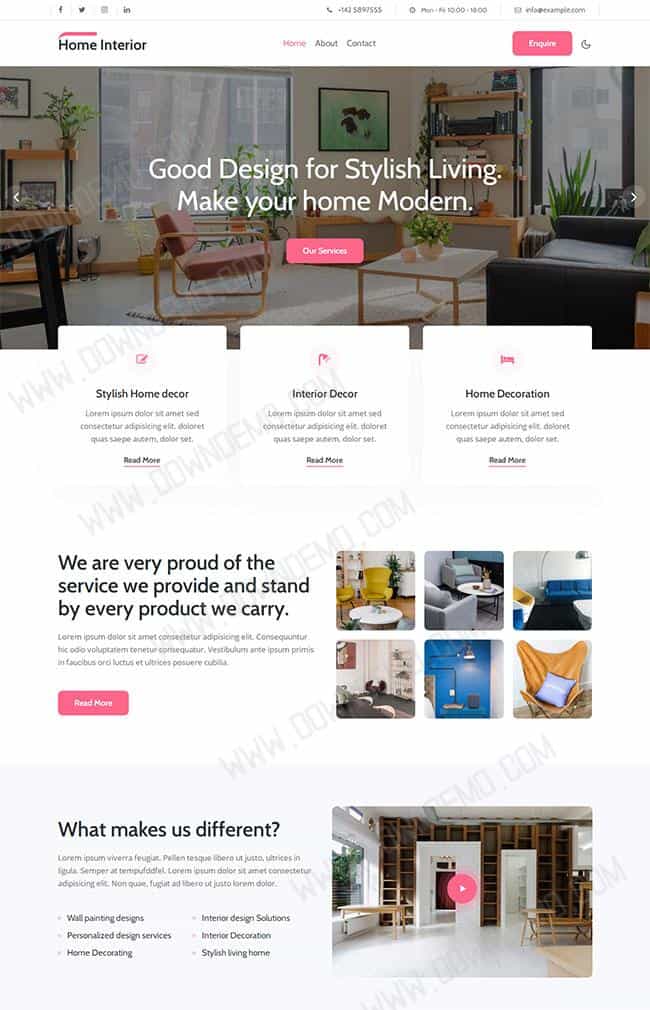 +142 5897555
Mon - Fri 10:00 - 18:00
info@example.com
Home Interior
Home
About
Contact
Enquire
Good Design for Stylish Living.
Make your home Modern.
Our Services
Stylish Home decor
Lorem ipsum dolor sit amet sed
consectetur adipisicing elit. doloret
quas saepe autem, dolor set.
Read More
Interior Decor
Lorem ipsum dolor sit amet sed
consectetur adipisicing elit. doloret
quas saepe autem, dolor set.
Read More
Home Decoration
Lorem ipsum dolor sit amet sed
consectetur adipisicing elit. doloret
quas saepe autem, dolor set.
Read More
We are very proud of the
service we provide and stand
by every product we carry.
Lorem ipsum dolor sit amet consectetur adipisicing elit. Consequuntur
hic odio voluptatem tenetur consequatur. Vestibulum ante ipsum primis
in faucibus orci luctus et ultrices posuere cubilia.
Read More
What makes us different?
Lorem ipsum viverra feugiat. Pellen tesque libero ut justo, ultrices in
ligula. Semper at tempufddfel. Lorem ipsum dolor sit amet consectetur
adipisicing elit. Non quae, fugiat ad libero ut justo lorem dolor.
Wall painting designs
Personalized design services
Home Decorating
Interior design Solutions
Interior Decoration
Stylish living home
WWW.DOWNDEMO.COM
WWW.DOWNDEMO.COM
WWW.DOWNDEMO.COM
WWW.DOWNDEMO.COM